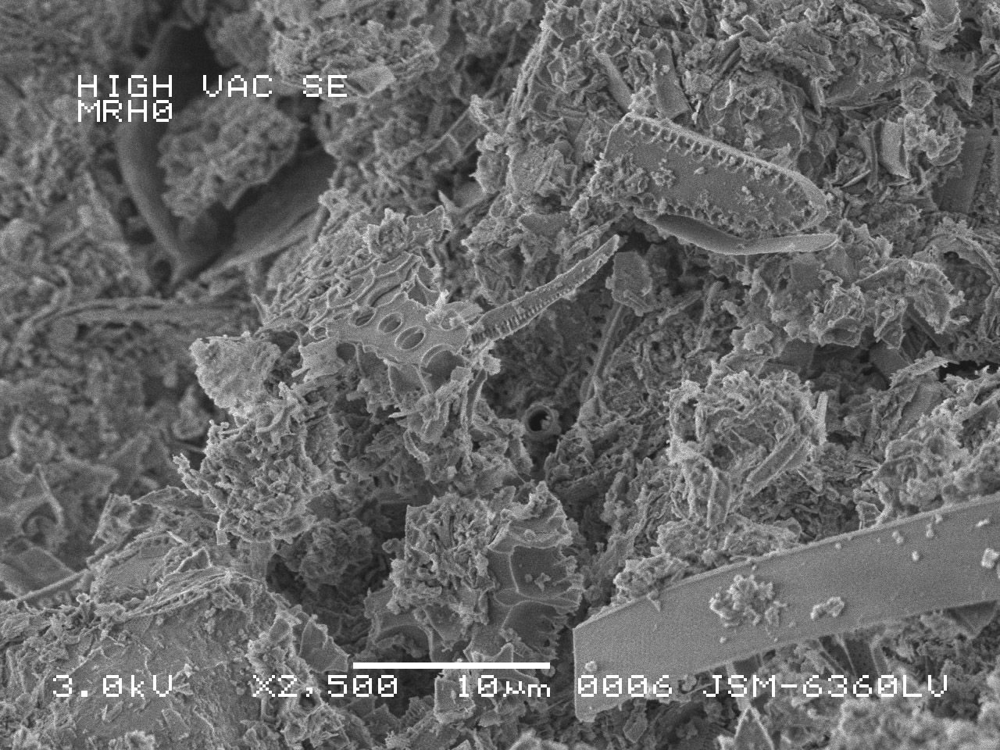 HIGH VAC SE
MRH0
3.0kV X2,500 10µm 0006 JSM-6360LV